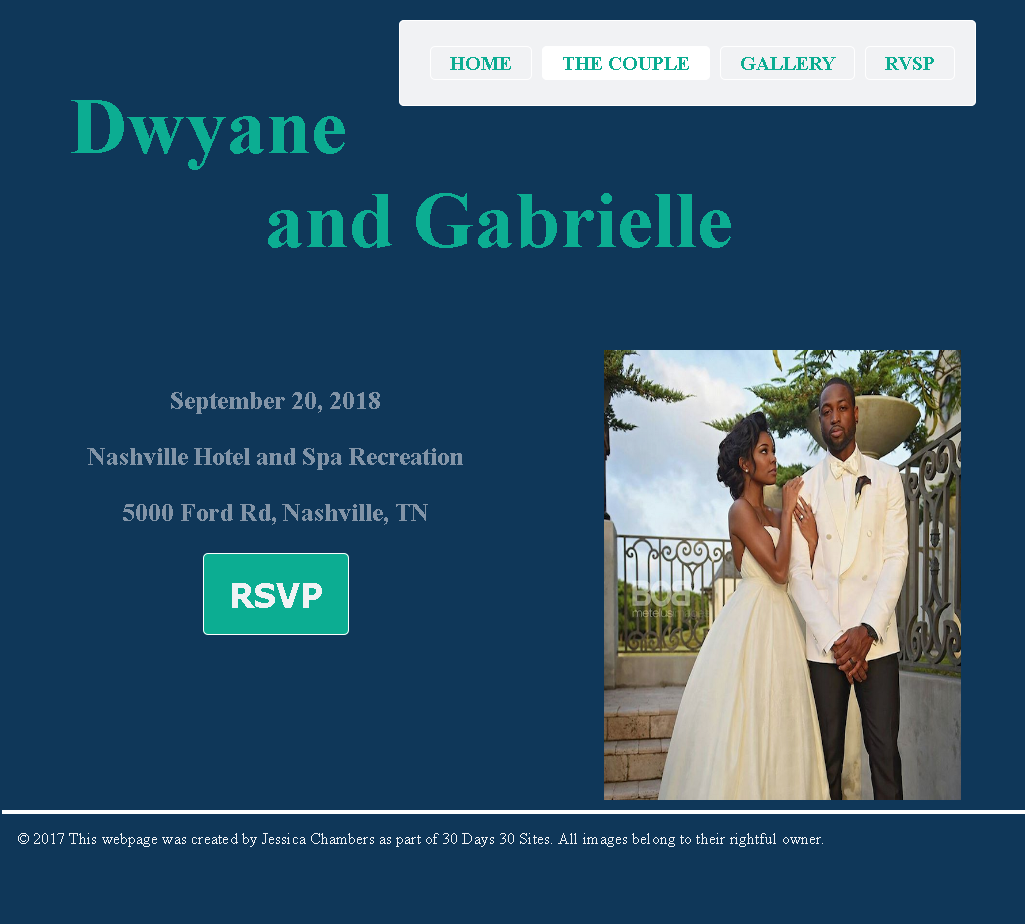 HOME THE COUPLE GALLERY RVSP
Dwyane
and Gabrielle
September 20, 2018
Nashville Hotel and Spa Recreation
5000 Ford Rd, Nashville, TN
RSVP
BOB
metelusimages
© 2017 This webpage was created by Jessica Chambers as part of 30 Days 30 Sites. All images belong to their rightful owner.